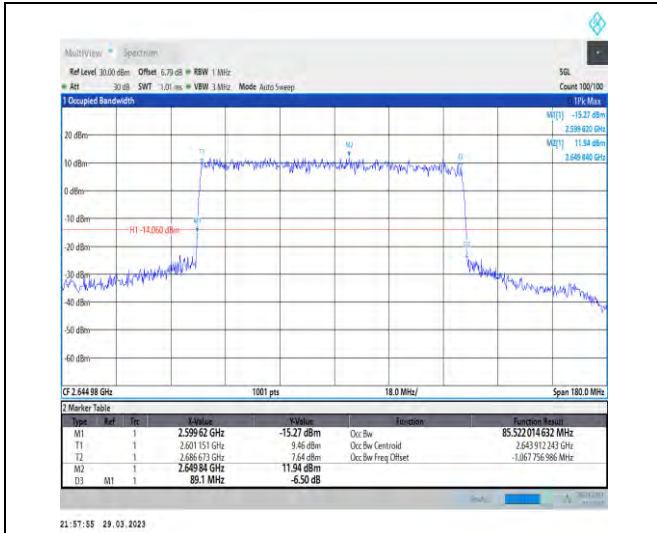 MultiView Spectrum
Ref Level 30.00 dBm Offset 6.79 dB RBW 1 MHz SGL
Att 30 dB SWT 1.01 ms VBW 3 MHz Mode Auto Sweep Count 100/100
1 Occupied Bandwidth 1Pk Max
M1[1] -15.27 dBm
2.599 620 GHz
M2[1] 11.94 dBm
2.649 840 GHz
20 dBm
M2
T1
10 dBm
0 dBm
-10 dBm
M1
H1 -14.060 dBm
-20 dBm
-30 dBm
-40 dBm
-50 dBm
-60 dBm
CF 2.644 98 GHz 1001 pts 18.0 MHz/ Span 180.0 MHz
2 Marker Table
Type Ref Trc X-Value Y-Value Function Function Result
M1 1 2.599 62 GHz -15.27 dBm Occ Bw 85.522 014 632 MHz
T1 1 2.601 151 GHz 9.46 dBm Occ Bw Centroid 2.643 912 243 GHz
T2 1 2.686 673 GHz 7.64 dBm Occ Bw Freq Offset -1.067 756 986 MHz
M2 1 2.649 84 GHz 11.94 dBm
D3 M1 1 89.1 MHz -6.50 dB
21:57:55 29.03.2023